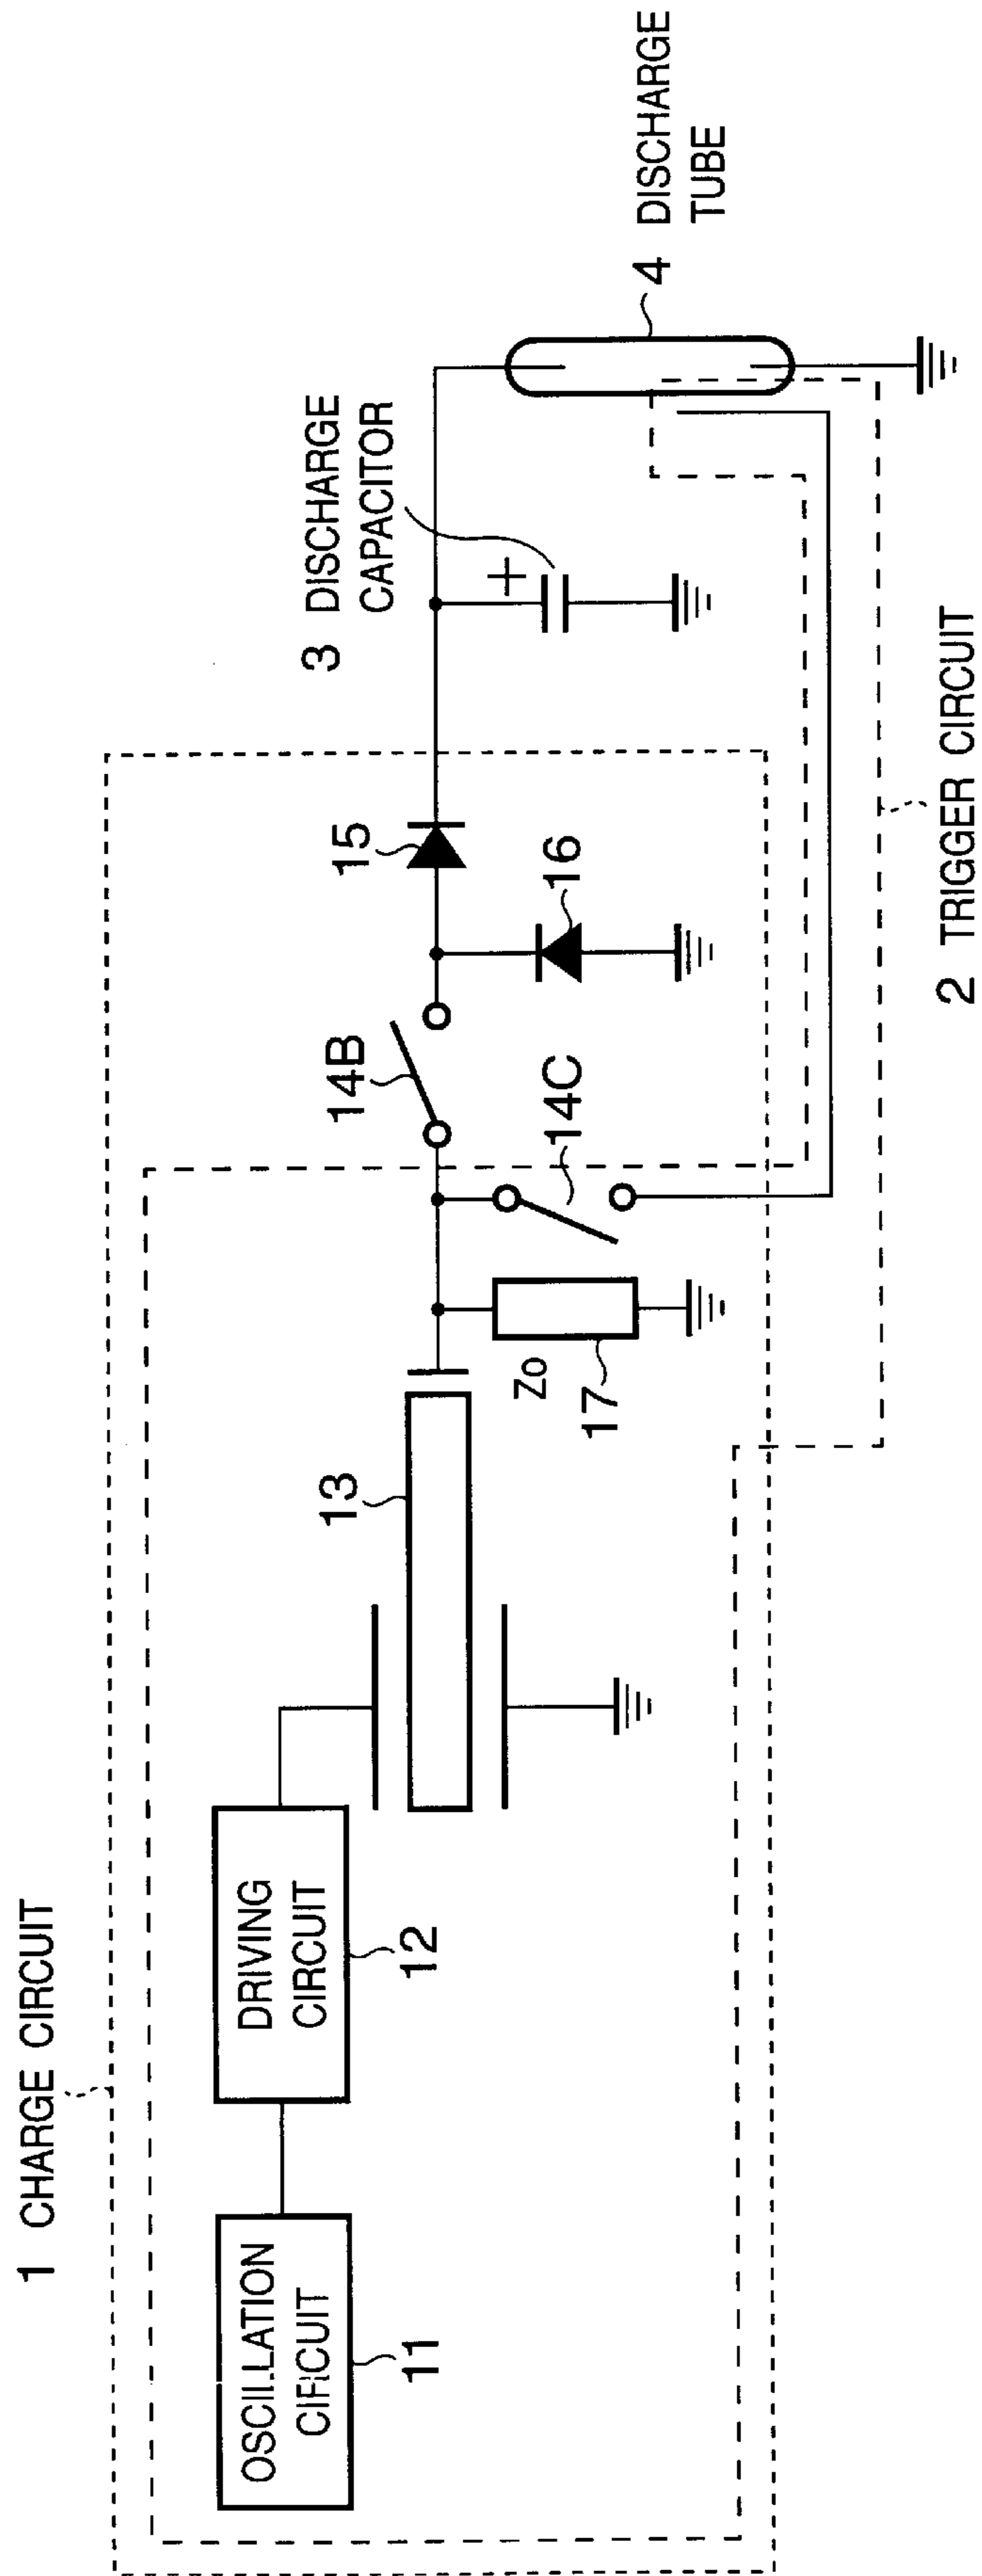 1 CHARGE CIRCUIT
OSCILLATION
CIRCUIT
11
DRIVING
CIRCUIT
12
13
Zo
17
14B
14C
15
16
3 DISCHARGE
CAPACITOR
+
4 DISCHARGE
TUBE
2 TRIGGER CIRCUIT